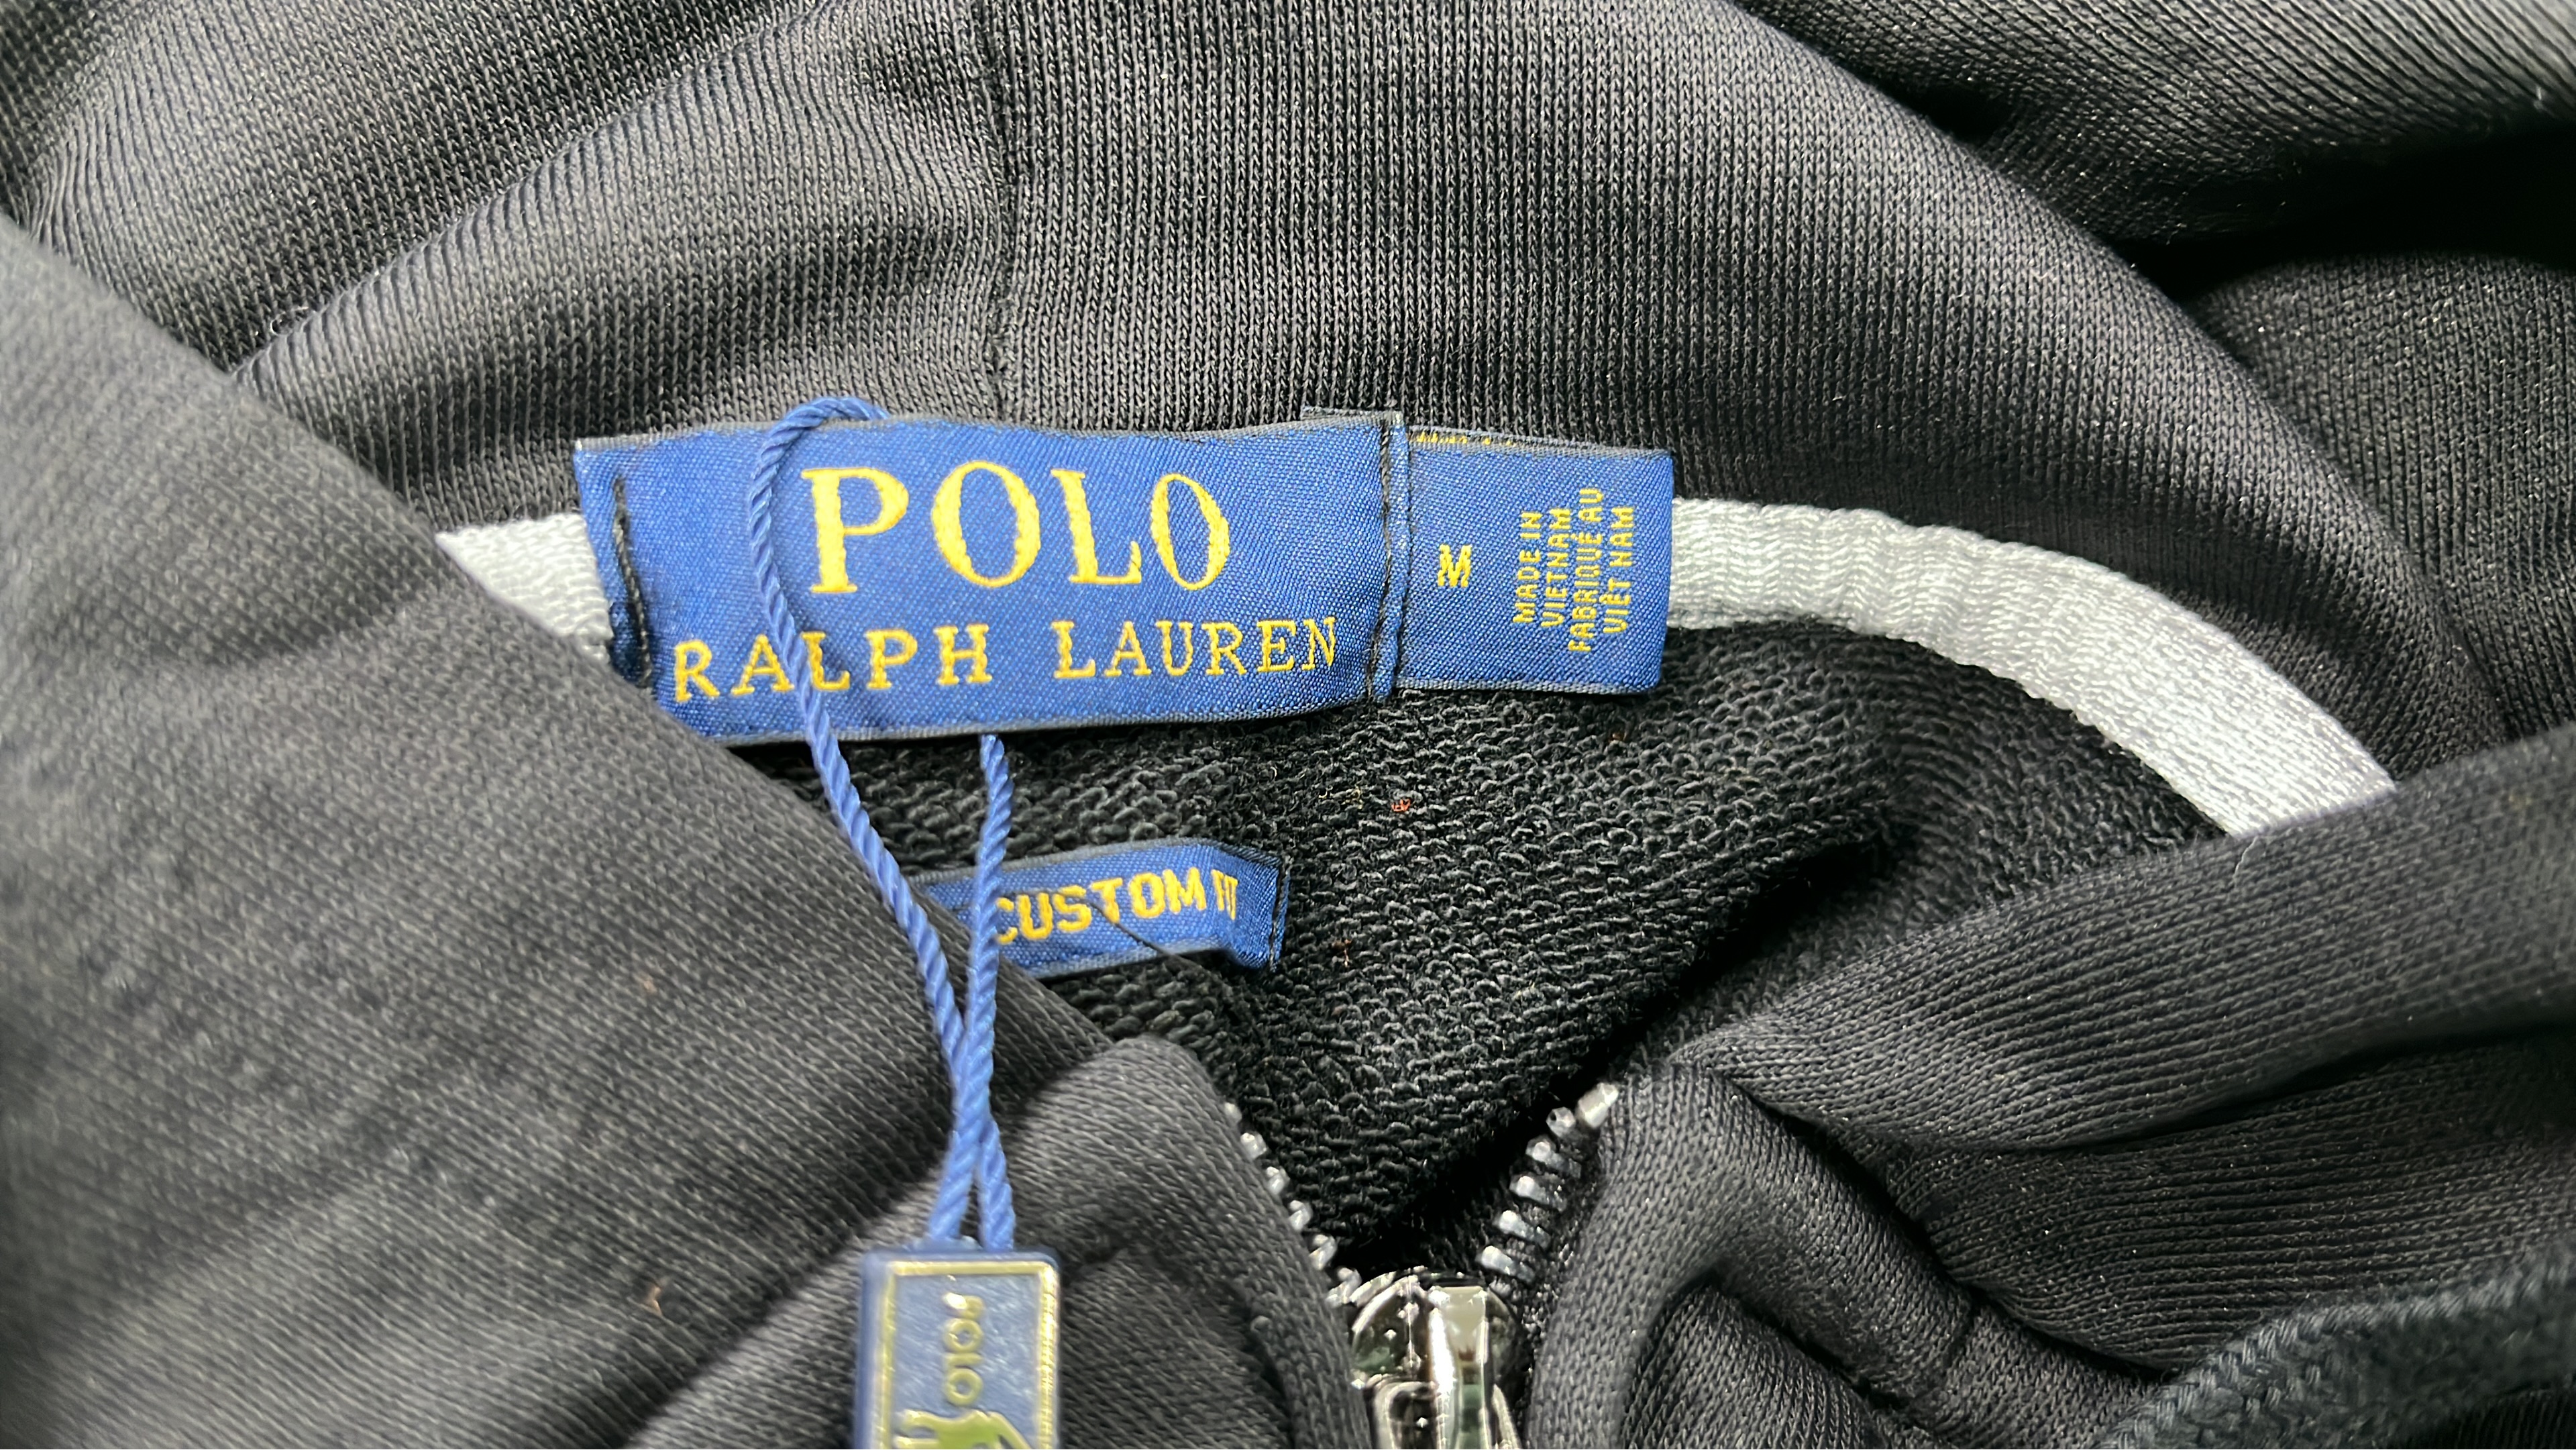 POLO
RALPH LAUREN
M
MADE IN
VIETNAM
FABRIQUÉ AU
VIÊT NAM
CUSTOM FIT
POLO